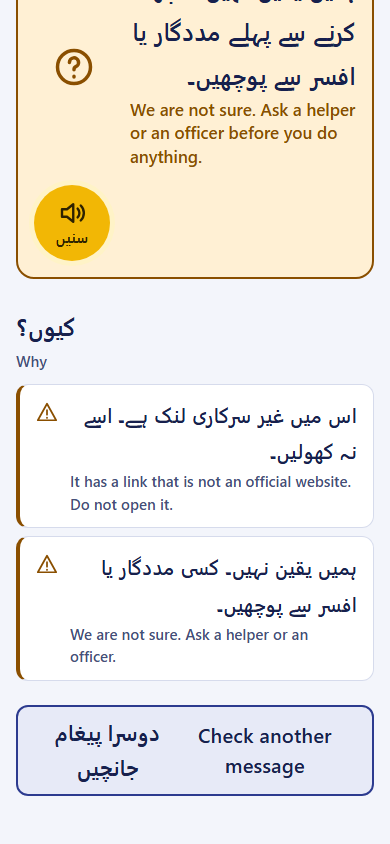 کرنے سے پہلے مددگار یا
افسر سے پوچھیں۔
We are not sure. Ask a helper
or an officer before you do
anything.
سنیں
کیوں؟
Why
اس میں غیر سرکاری لنک ہے۔ اسے
نہ کھولیں۔
It has a link that is not an official website.
Do not open it.
ہمیں یقین نہیں۔ کسی مددگار یا
افسر سے پوچھیں۔
We are not sure. Ask a helper or an
officer.
دوسرا پیغام
جانچیں
Check another
message